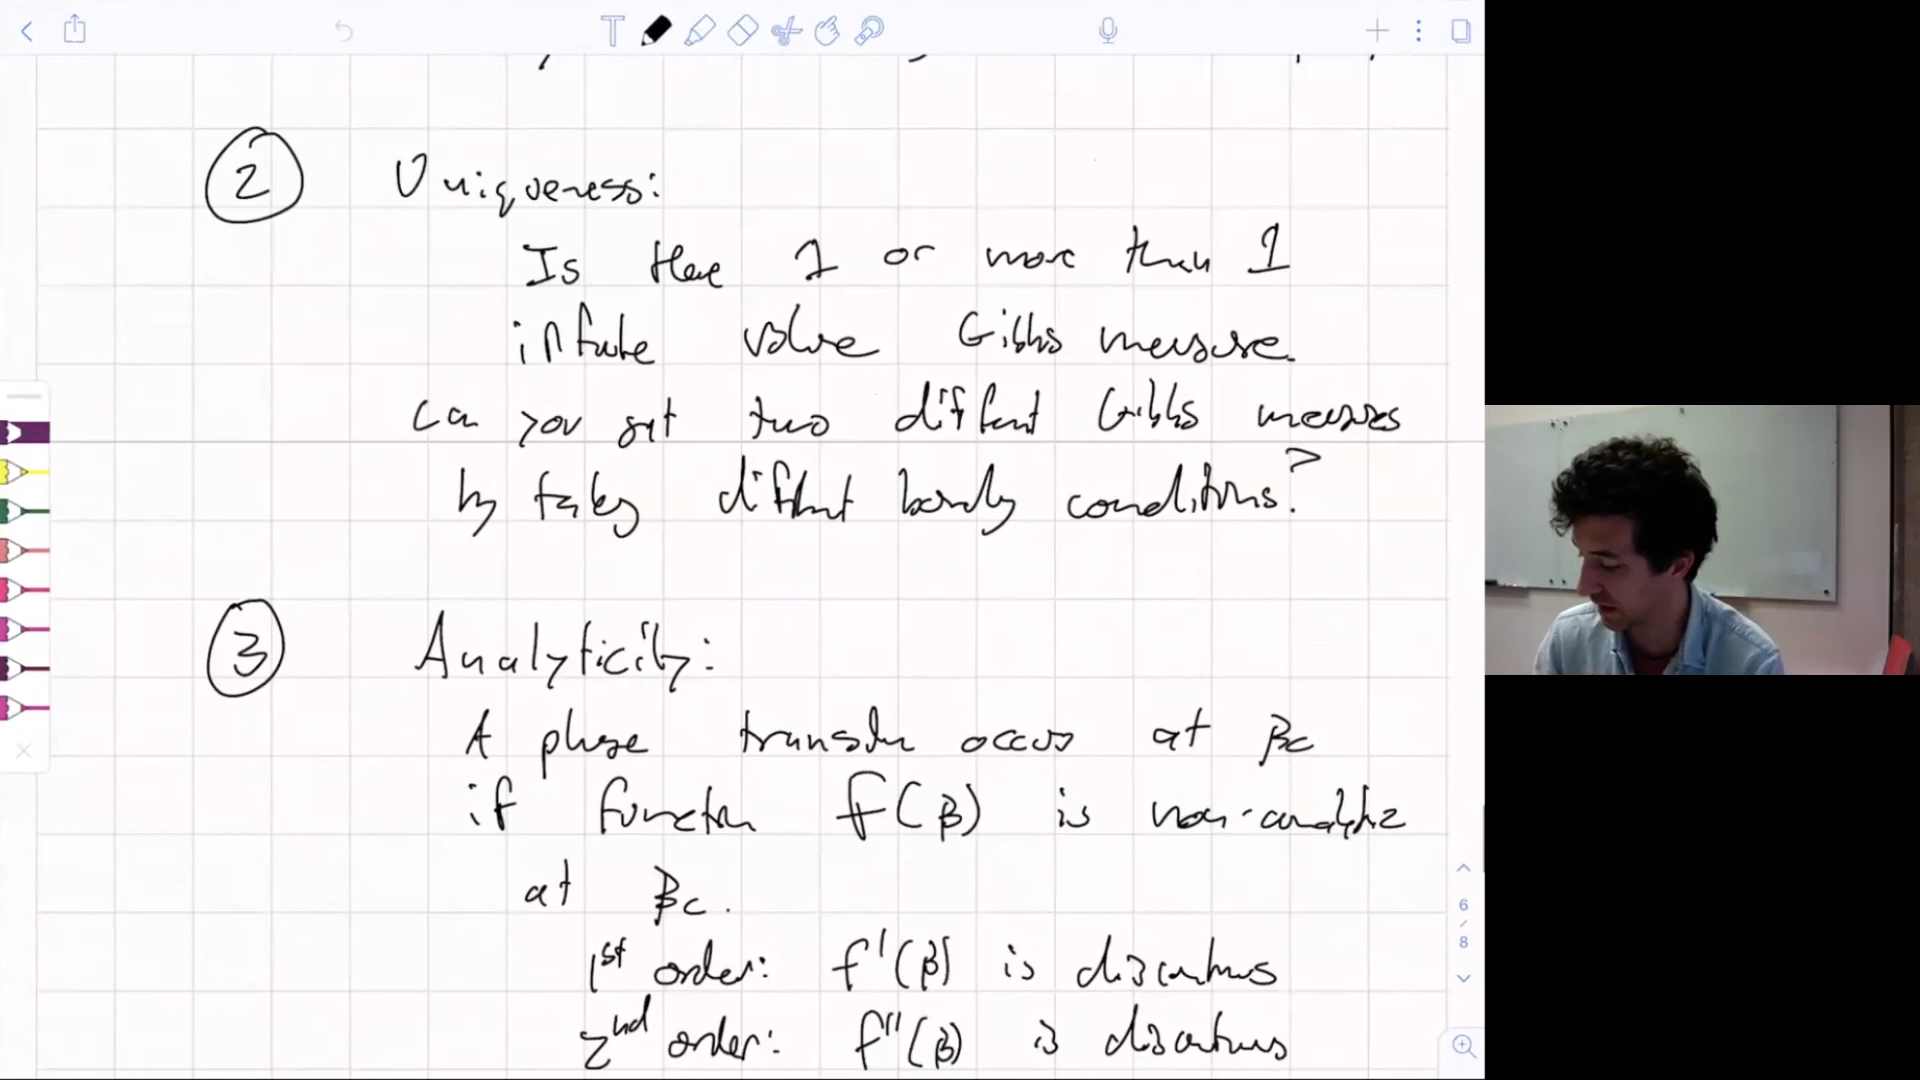 2 Uniqueness:
Is there 1 or more than 1
infinite volume Gibbs measure.
can you get two different Gibbs measures
by taking different boundary conditions?
3 Analyticity:
A phase transition occurs at βc
if function f(β) is non-analytic
at βc.
1st order: f'(β) is discontinuous
2nd order: f''(β) is discontinuous
6
/
8